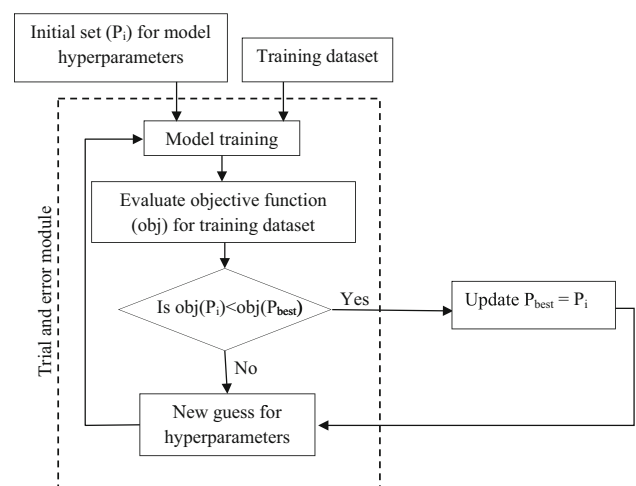 Initial set (Pi) for model
hyperparameters
Training dataset
Trial and error module
Model training
Evaluate objective function
(obj) for training dataset
Is obj(Pi)<obj(Pbest)
Yes
Update Pbest = Pi
No
New guess for
hyperparameters